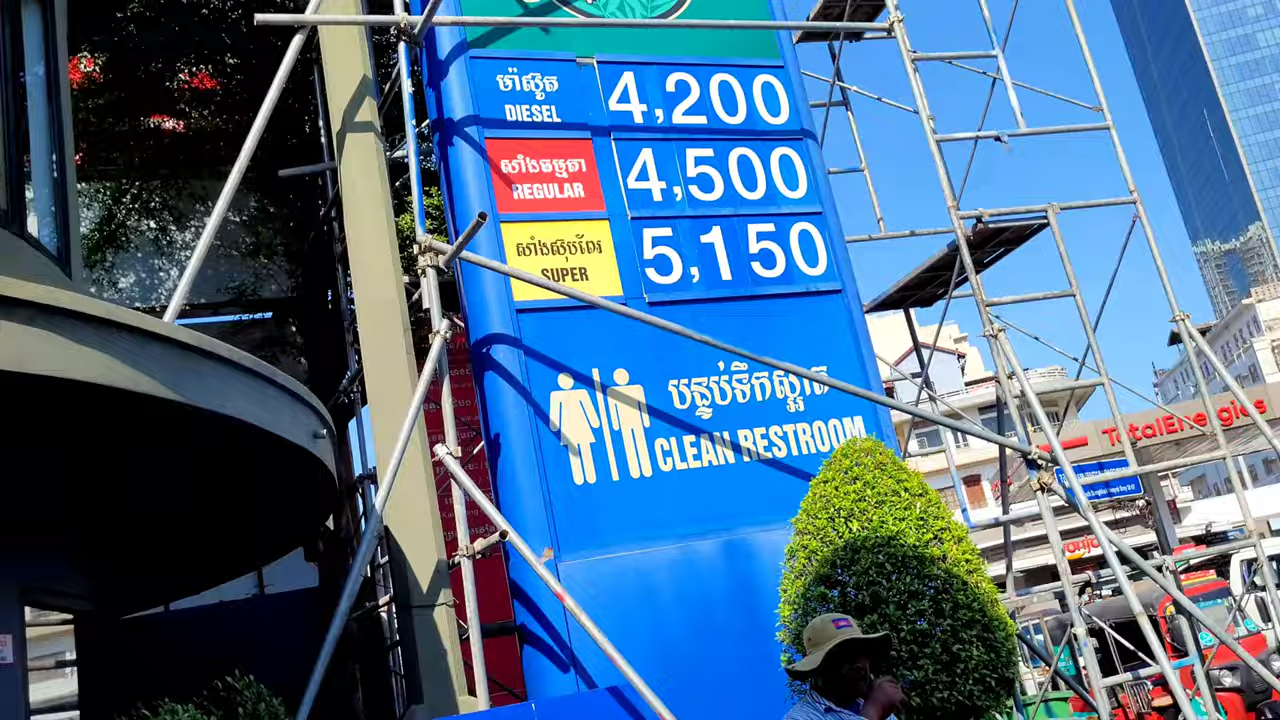 ម៉ាស៊ូត
DIESEL
4,200
សាំងធម្មតា
REGULAR
4,500
សាំងស៊ុបពែរ
SUPER
5,150
បន្ទប់ទឹកស្អាត
CLEAN RESTROOM
TotalEnergies